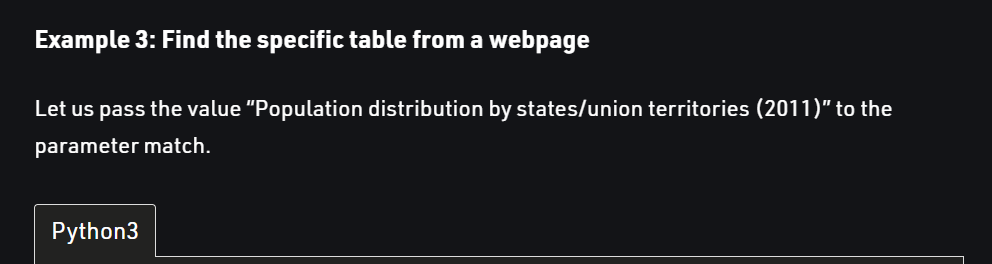 Example 3: Find the specific table from a webpage
Let us pass the value “Population distribution by states/union territories (2011)” to the
parameter match.
Python3